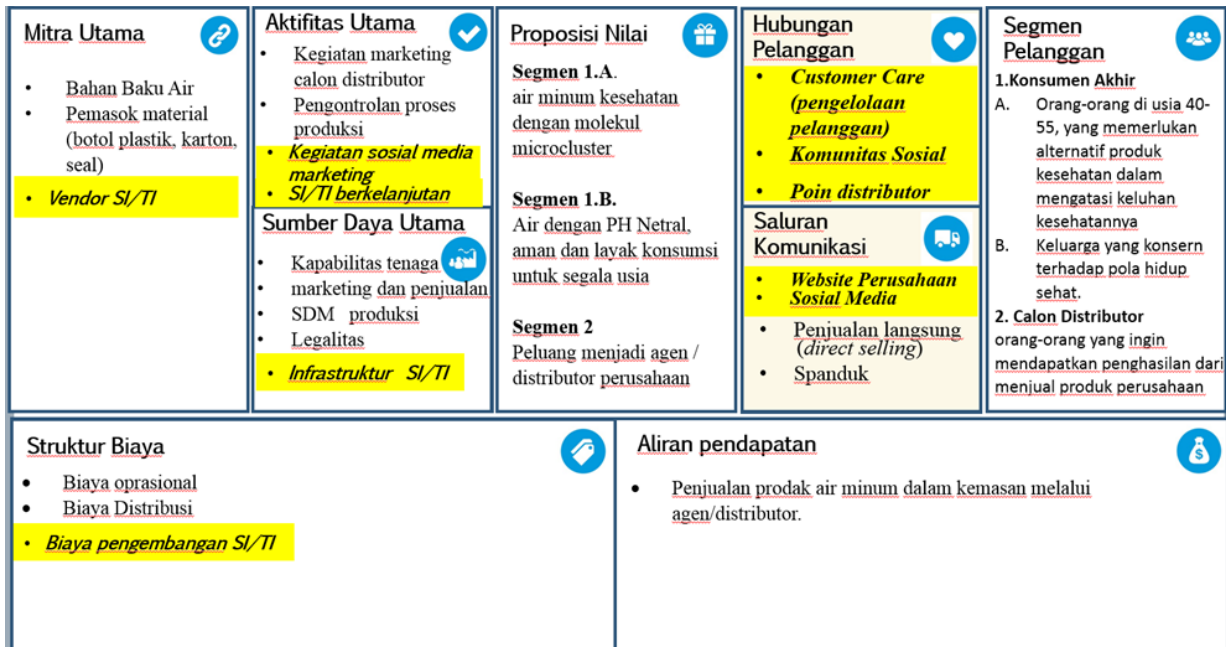 Mitra Utama
• Bahan Baku Air
• Pemasok material
(botol plastik, karton,
seal)
• Vendor SI/TI
Aktifitas Utama
• Kegiatan marketing
calon distributor
• Pengontrolan proses
produksi
• Kegiatan sosial media
marketing
• SI/TI berkelanjutan
Sumber Daya Utama
• Kapabilitas tenaga
• marketing dan penjualan
• SDM produksi
• Legalitas
• Infrastruktur SI/TI
Proposisi Nilai
Segmen 1.A.
air minum kesehatan
dengan molekul
microcluster
Segmen 1.B.
Air dengan PH Netral,
aman dan layak konsumsi
untuk segala usia
Segmen 2
Peluang menjadi agen /
distributor perusahaan
Hubungan
Pelanggan
• Customer Care
(pengelolaan
pelanggan)
• Komunitas Sosial
• Poin distributor
Saluran
Komunikasi
• Website Perusahaan
• Sosial Media
• Penjualan langsung
(direct selling)
• Spanduk
Segmen
Pelanggan
1.Konsumen Akhir
A. Orang-orang di usia 40-
55, yang memerlukan
alternatif produk
kesehatan dalam
mengatasi keluhan
kesehatannya
B. Keluarga yang konsern
terhadap pola hidup
sehat.
2. Calon Distributor
orang-orang yang ingin
mendapatkan penghasilan dari
menjual produk perusahaan
Struktur Biaya
• Biaya oprasional
• Biaya Distribusi
• Biaya pengembangan SI/TI
Aliran pendapatan
• Penjualan prodak air minum dalam kemasan melalui
agen/distributor.